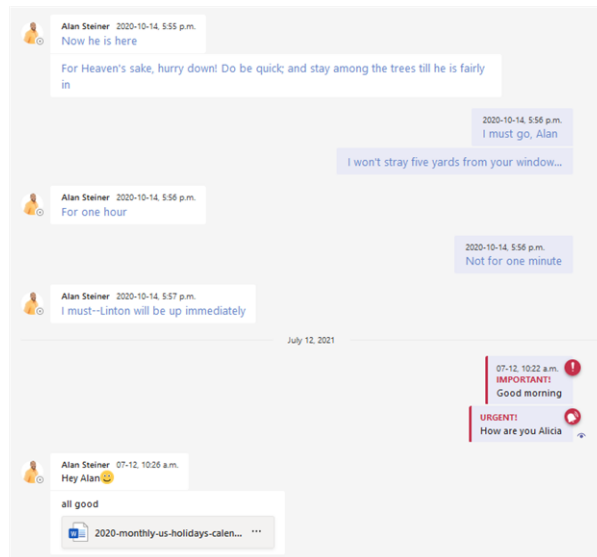 Alan Steiner 2020-10-14, 5:55 p.m.
Now he is here
For Heaven's sake, hurry down! Do be quick; and stay among the trees till he is fairly
in
2020-10-14, 5:56 p.m.
I must go, Alan
I won't stray five yards from your window...
Alan Steiner 2020-10-14, 5:56 p.m.
For one hour
2020-10-14, 5:56 p.m.
Not for one minute
Alan Steiner 2020-10-14, 5:57 p.m.
I must--Linton will be up immediately
July 12, 2021
07-12, 10:22 a.m.
IMPORTANT!
Good morning
URGENT!
How are you Alicia
Alan Steiner 07-12, 10:26 a.m.
Hey Alan😀
all good
2020-monthly-us-holidays-calen... ...